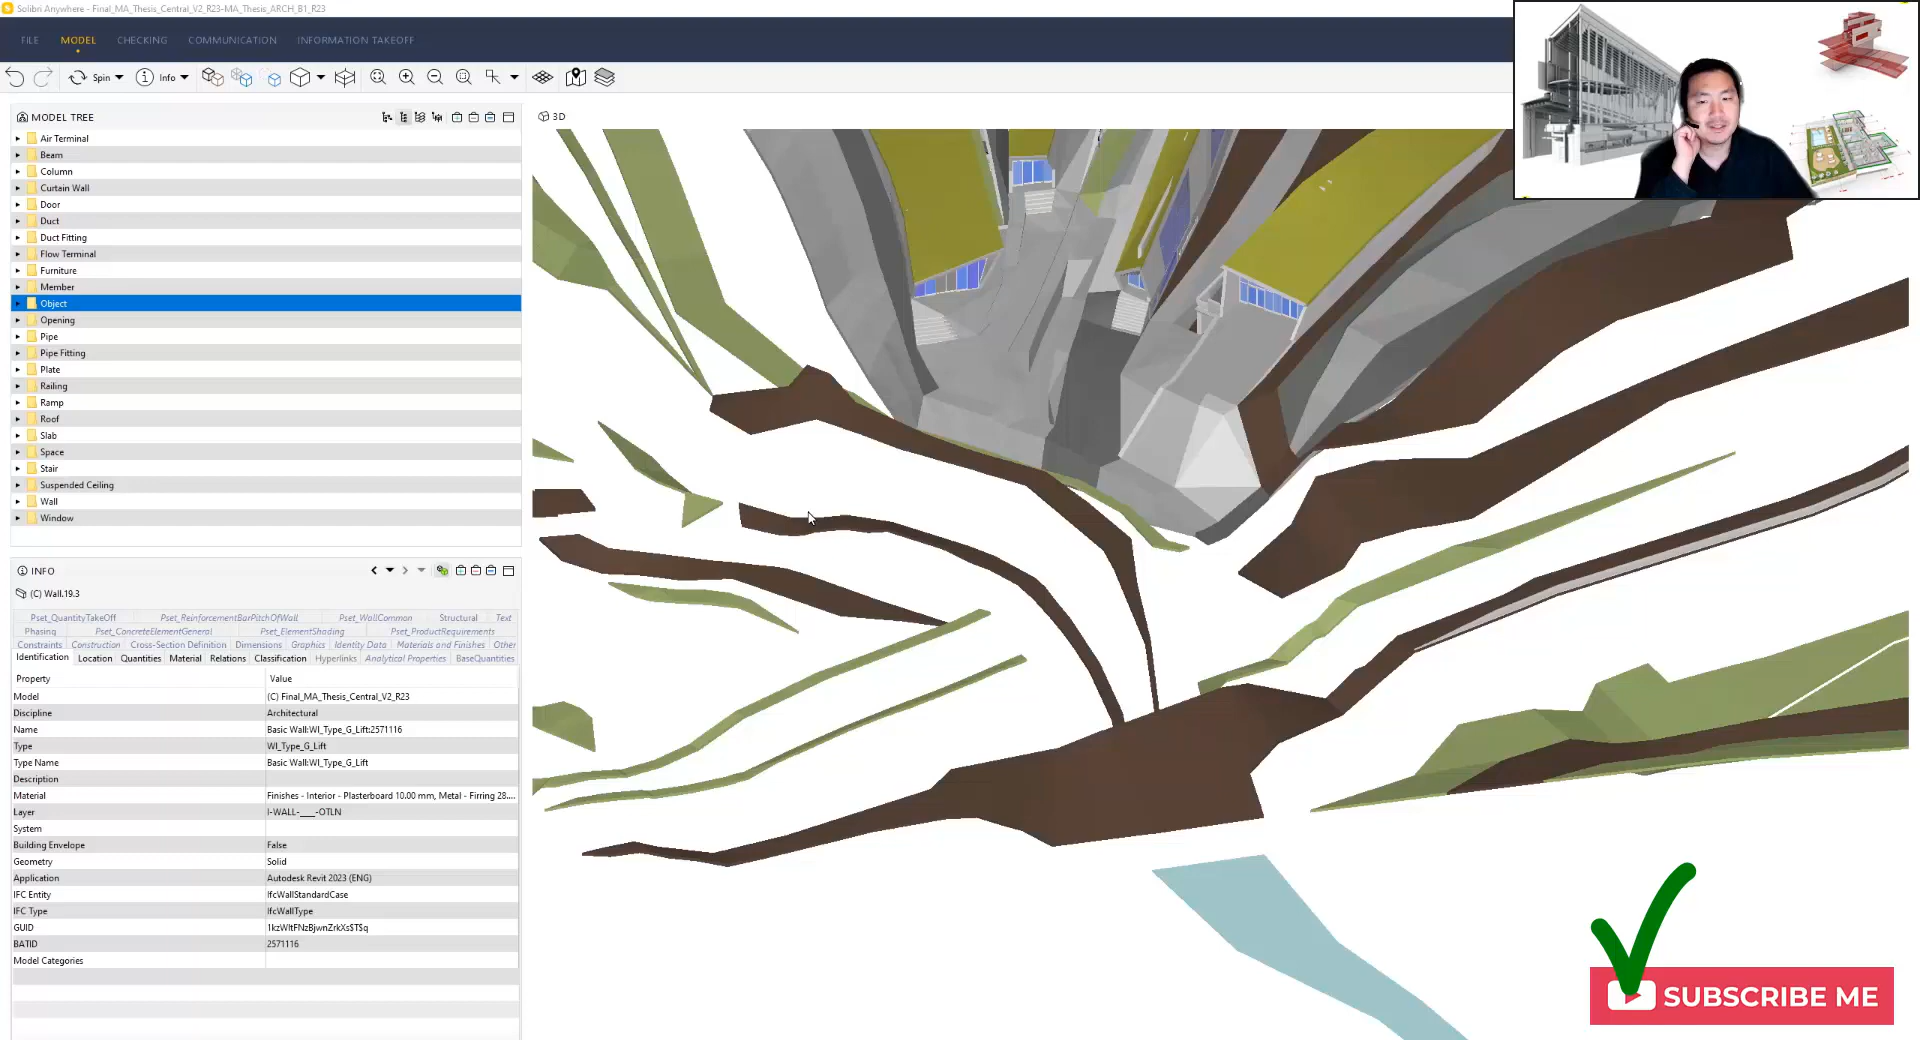 Solibri Anywhere - Final_MA_Thesis_Central_V2_R23-MA_Thesis_ARCH_B1_R23
FILE MODEL CHECKING COMMUNICATION INFORMATION TAKEOFF
Spin Info
MODEL TREE
3D
Air Terminal
Beam
Column
Curtain Wall
Door
Duct
Duct Fitting
Flow Terminal
Furniture
Member
Object
Opening
Pipe
Pipe Fitting
Plate
Railing
Ramp
Roof
Slab
Space
Stair
Suspended Ceiling
Wall
Window
INFO
(C) Wall.19.3
Pset_QuantityTakeOff Pset_ReinforcementBarPitchOfWall Pset_WallCommon Structural Text
Phasing Pset_ConcreteElementGeneral Pset_ElementShading Pset_ProductRequirements
Constraints Construction Cross-Section Definition Dimensions Graphics Identity Data Materials and Finishes Other
Identification Location Quantities Material Relations Classification Hyperlinks Analytical Properties BaseQuantities
Property Value
Model (C) Final_MA_Thesis_Central_V2_R23
Discipline Architectural
Name Basic Wall:WI_Type_G_Lift:2571116
Type WI_Type_G_Lift
Type Name Basic Wall:WI_Type_G_Lift
Description
Material Finishes - Interior - Plasterboard 10.00 mm, Metal - Firring 28....
Layer I-WALL-____-OTLN
System
Building Envelope False
Geometry Solid
Application Autodesk Revit 2023 (ENG)
IFC Entity IfcWallStandardCase
IFC Type IfcWallType
GUID 1kzWltFNzBjwnZrkXs$T$q
BATID 2571116
Model Categories
SUBSCRIBE ME